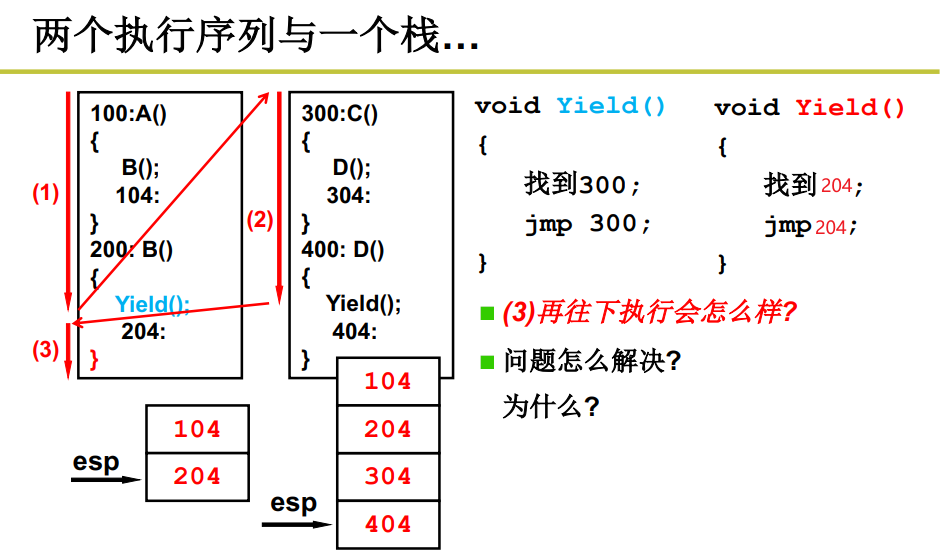 两个执行序列与一个栈…
(1)
(2)
(3)
100:A()
{
B();
104:
}
200: B()
{
Yield();
204:
}
300:C()
{
D();
304:
}
400: D()
{
Yield();
404:
}
void Yield()
{
找到300;
jmp 300;
}
void Yield()
{
找到204;
jmp 204;
}
(3)再往下执行会怎么样?
问题怎么解决?
为什么?
esp
104
204
esp
104
204
304
404